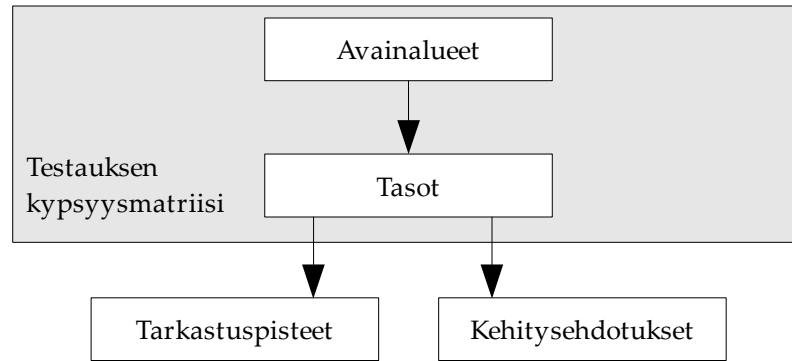 Avainalueet
Testauksen
kypsyysmatriisi
Tasot
Tarkastuspisteet
Kehitysehdotukset